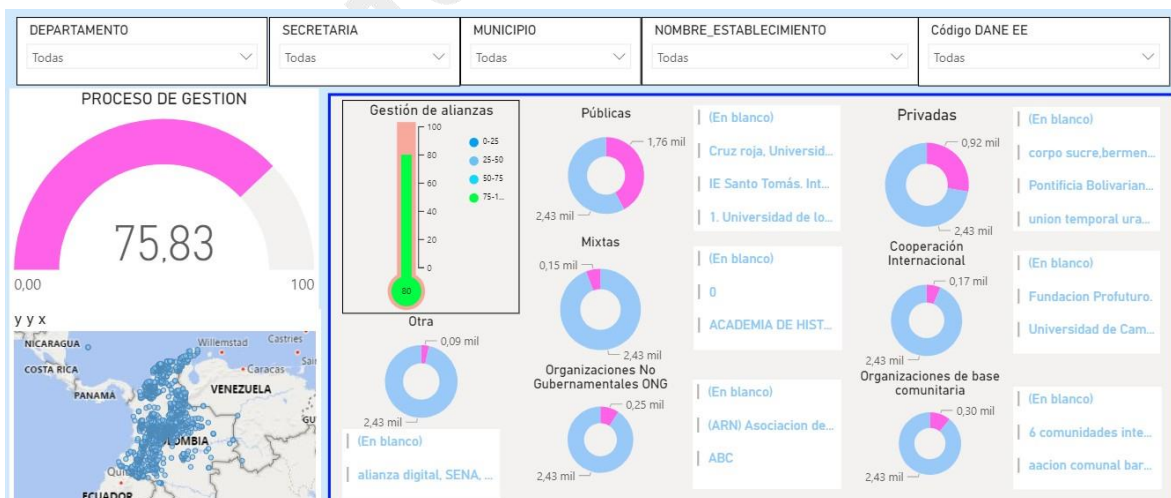 DEPARTAMENTO
Todas
SECRETARIA
Todas
MUNICIPIO
Todas
NOMBRE_ESTABLECIMIENTO
Todas
Código DANE EE
Todas
PROCESO DE GESTION
75,83
0,00
100
y y x
NICARAGUA
COSTA RICA
PANAMÁ
Willemstad
Castries
Caracas
VENEZUELA
ECUADOR
Gestión de alianzas
100
80
60
40
20
0
80
0-25
25-50
50-75
75-1...
Otra
0,09 mil
2,43 mil
(En blanco)
alianza digital, SENA, ...
Públicas
1,76 mil
2,43 mil
(En blanco)
Cruz roja, Universid...
IE Santo Tomás. Int...
1. Universidad de lo...
Mixtas
0,15 mil
2,43 mil
(En blanco)
0
ACADEMIA DE HIST...
Organizaciones No
Gubernamentales ONG
0,25 mil
2,43 mil
(En blanco)
(ARN) Asociacion de...
ABC
Privadas
0,92 mil
2,43 mil
(En blanco)
corpo sucre,bermen...
Pontificia Bolivarian...
union temporal ura...
Cooperación
Internacional
0,17 mil
2,43 mil
(En blanco)
Fundacion Profuturo.
Universidad de Cam...
Organizaciones de base
comunitaria
0,30 mil
2,43 mil
(En blanco)
6 comunidades inte...
aacion comunal bar...